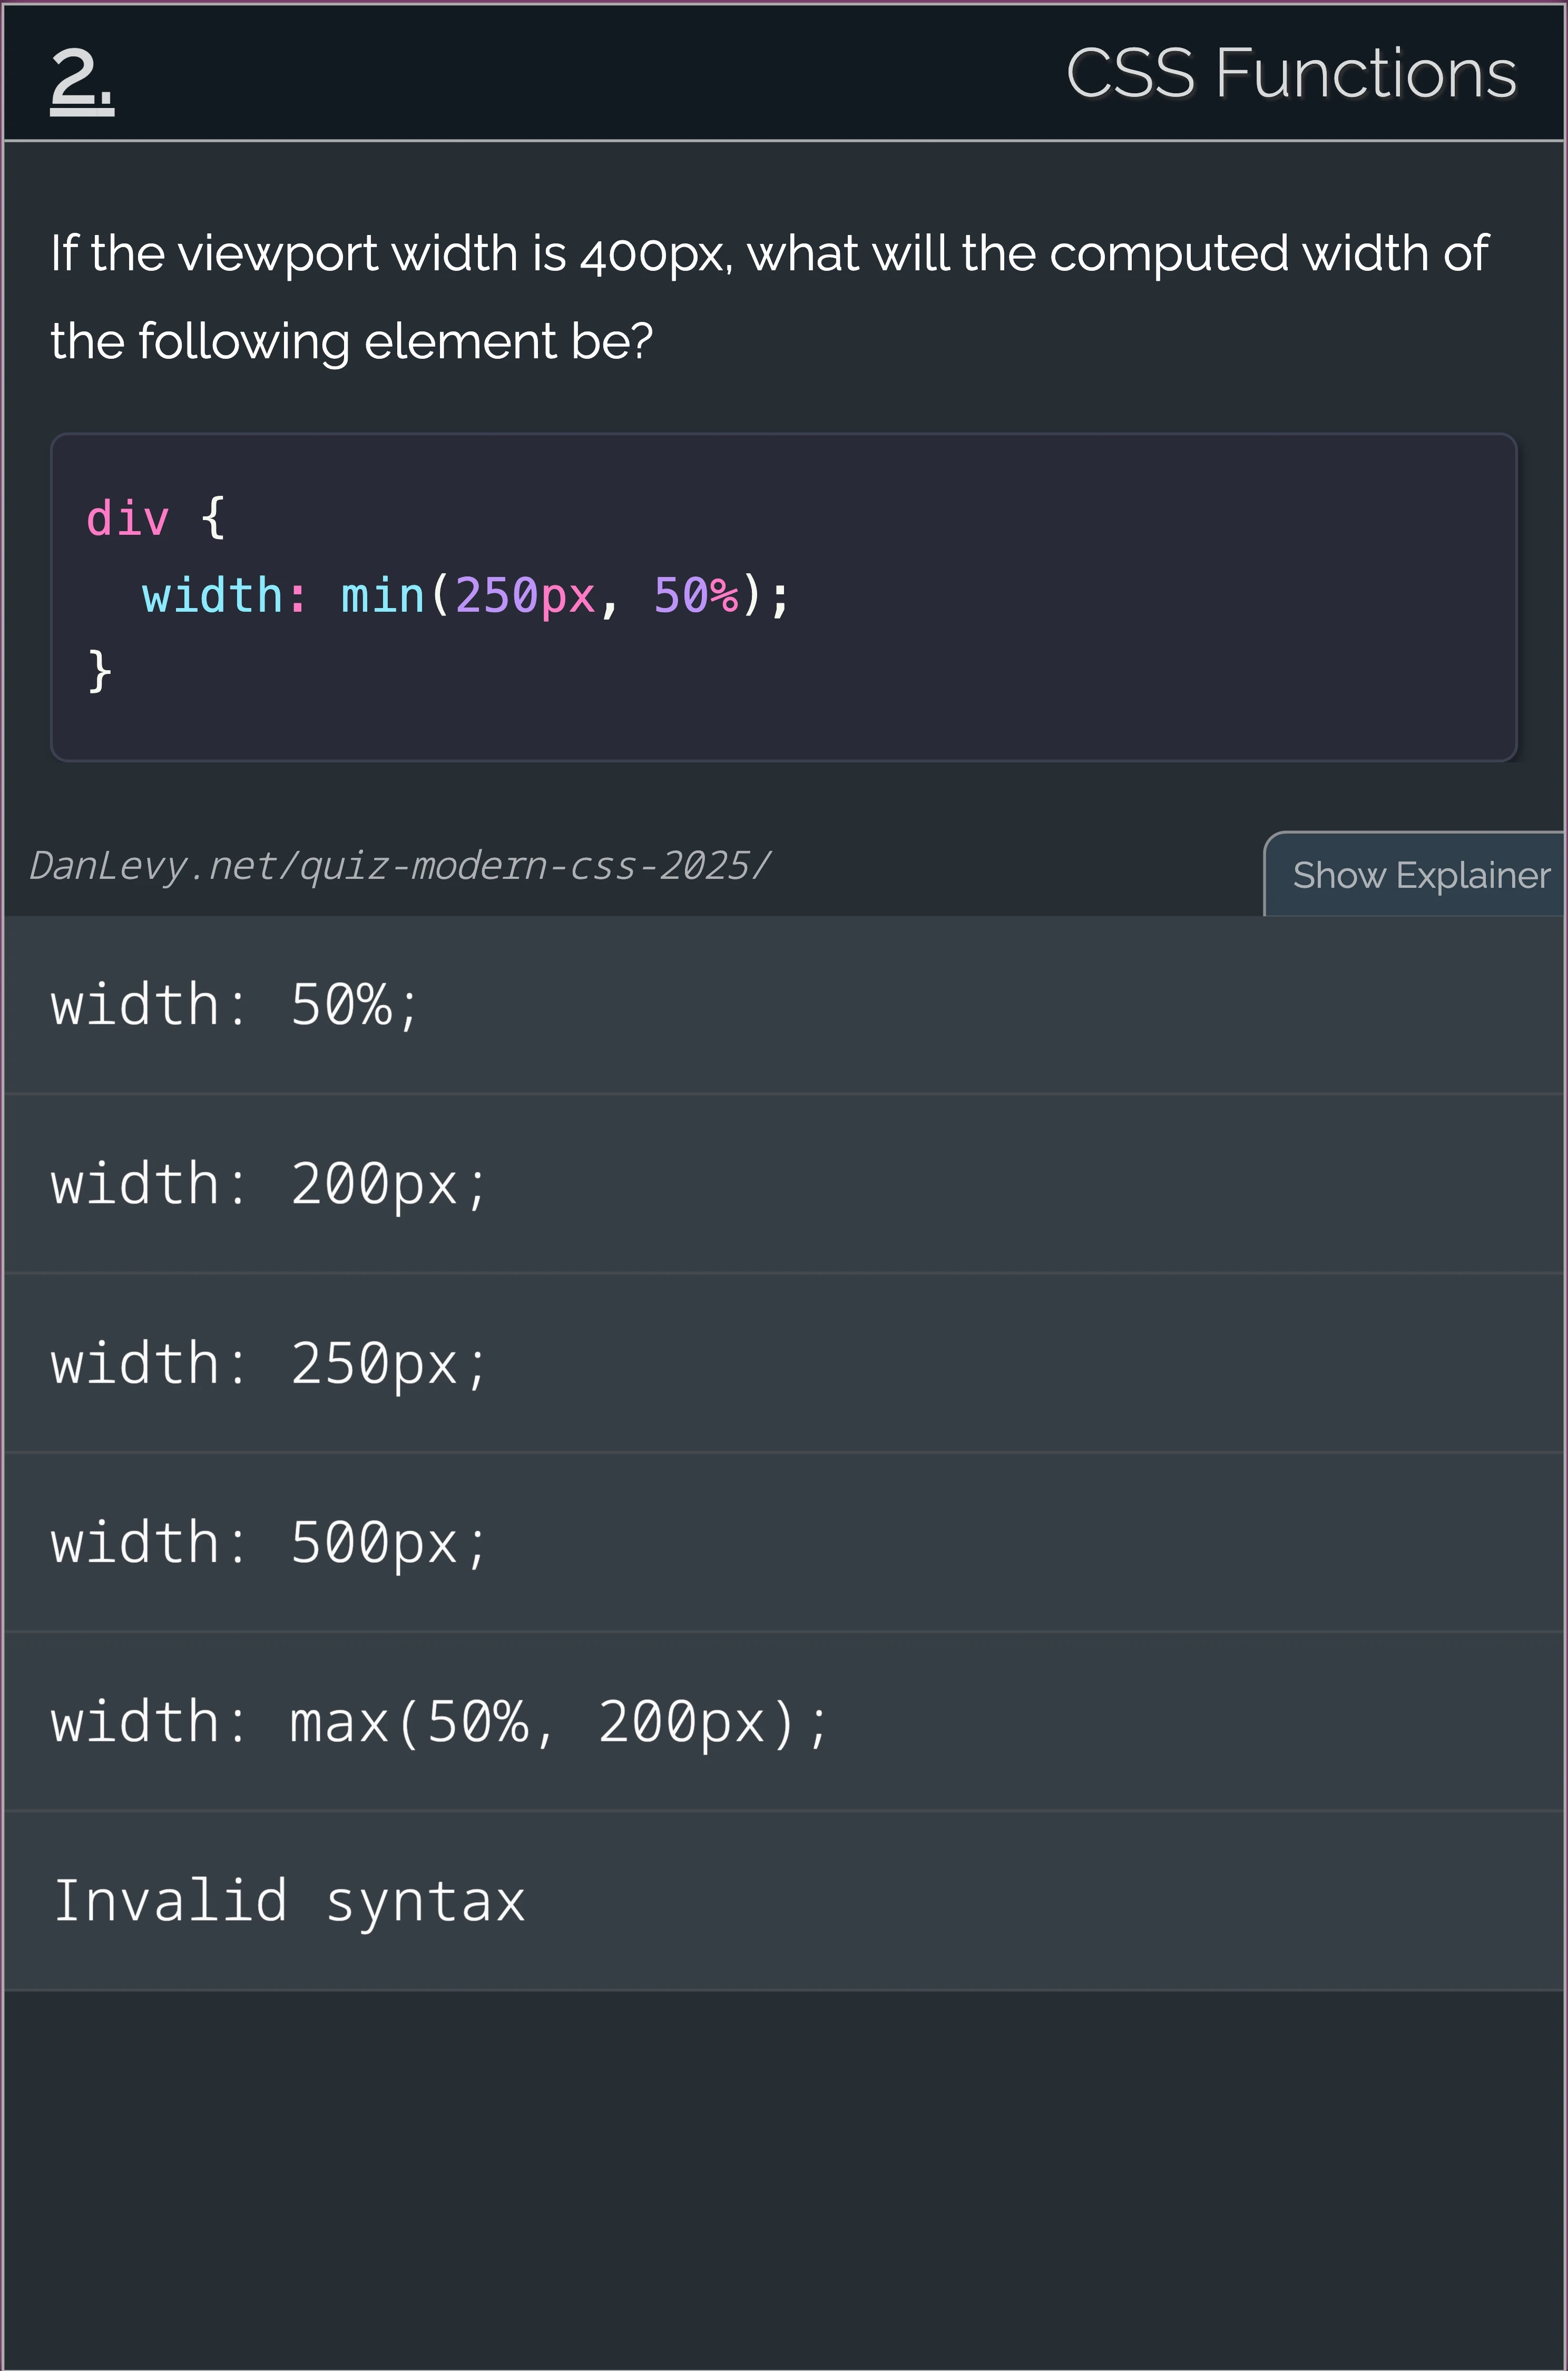 2.
CSS Functions
If the viewport width is 400px, what will the computed width of
the following element be?
div {
  width: min(250px, 50%);
}
DanLevy.net/quiz-modern-css-2025/
Show Explainer
width: 50%;
width: 200px;
width: 250px;
width: 500px;
width: max(50%, 200px);
Invalid syntax